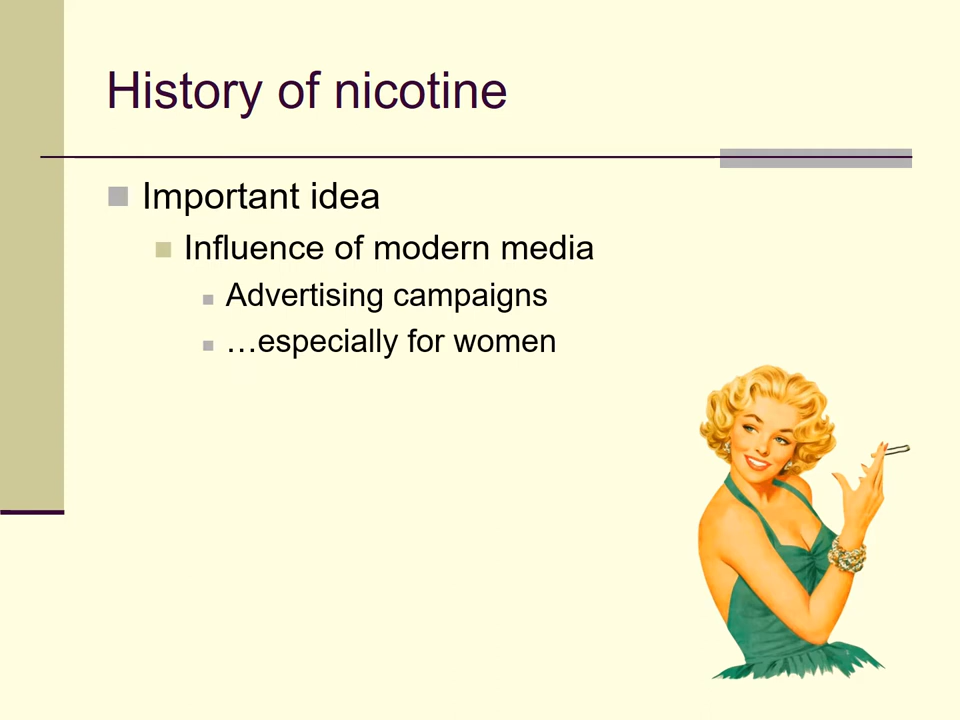 History of nicotine
Important idea
Influence of modern media
Advertising campaigns
…especially for women